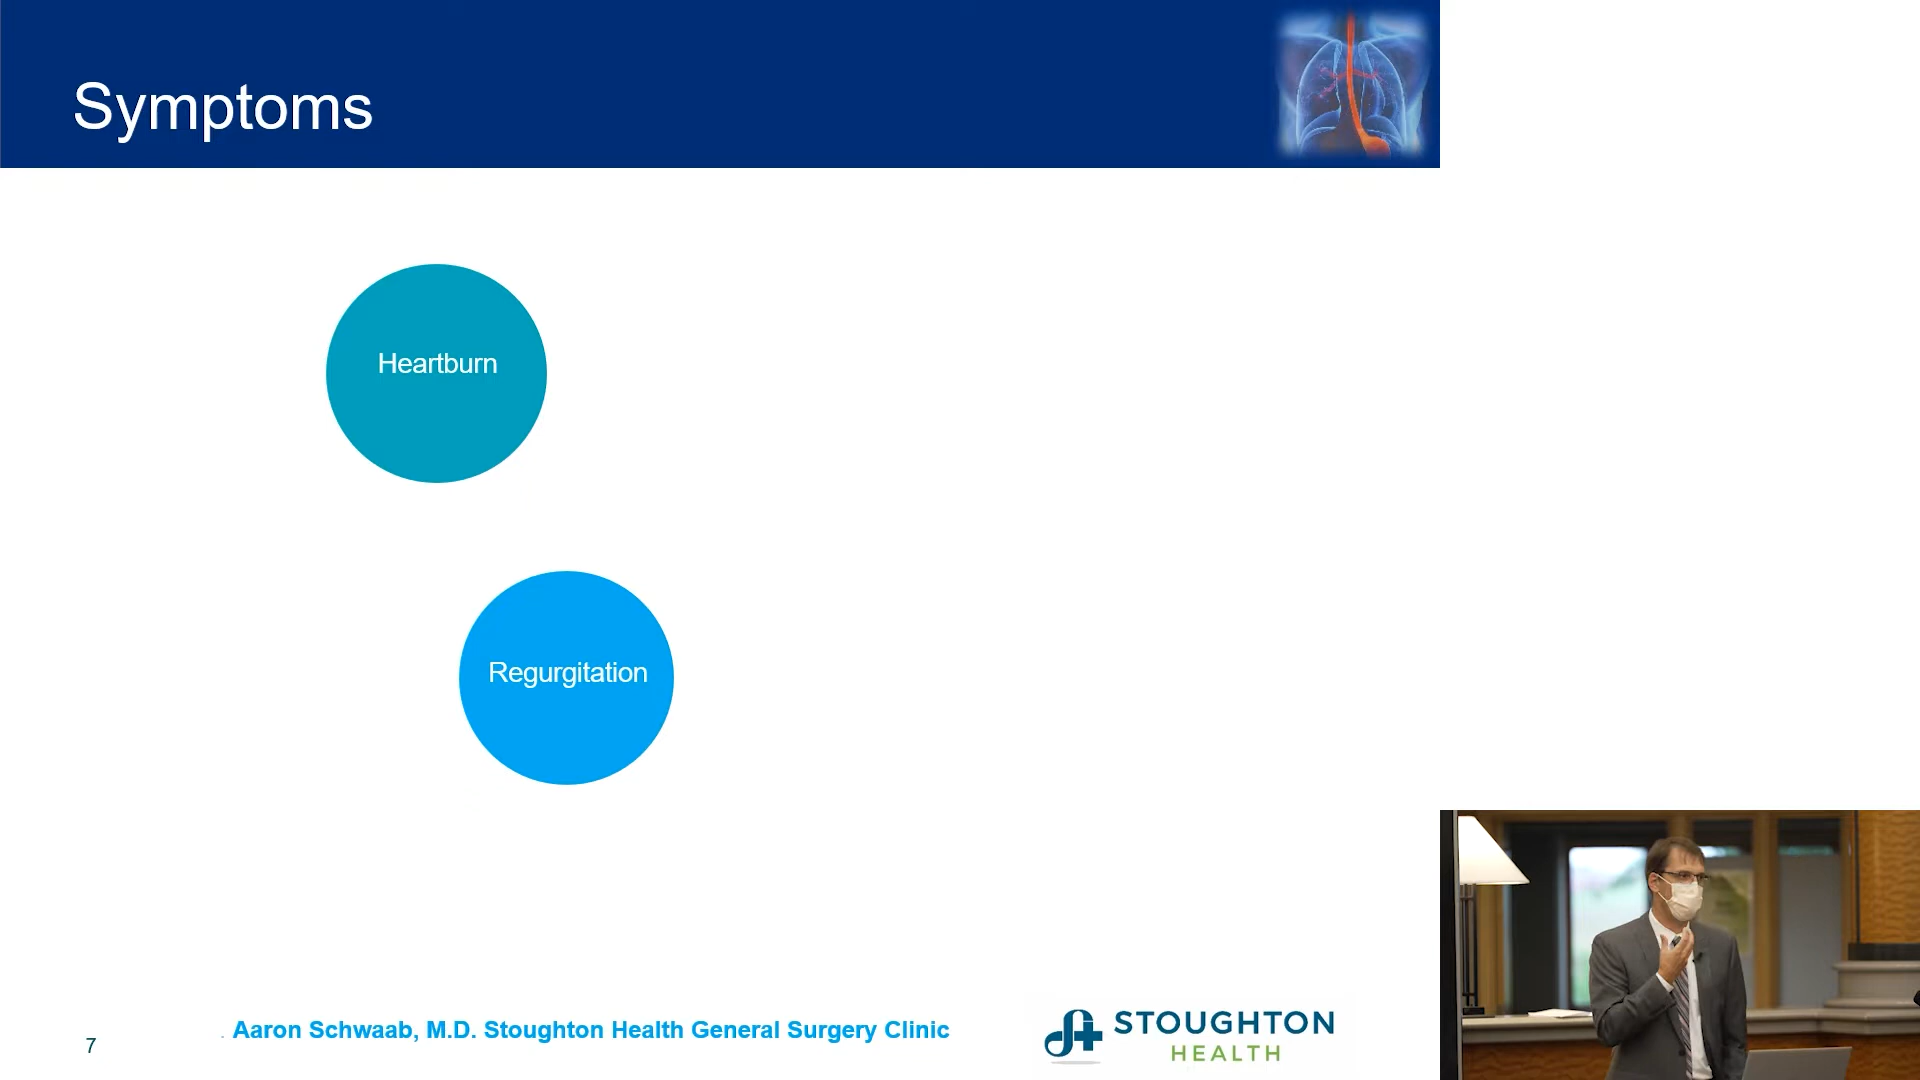 Symptoms
Heartburn
Regurgitation
7
. Aaron Schwaab, M.D. Stoughton Health General Surgery Clinic
STOUGHTON
HEALTH